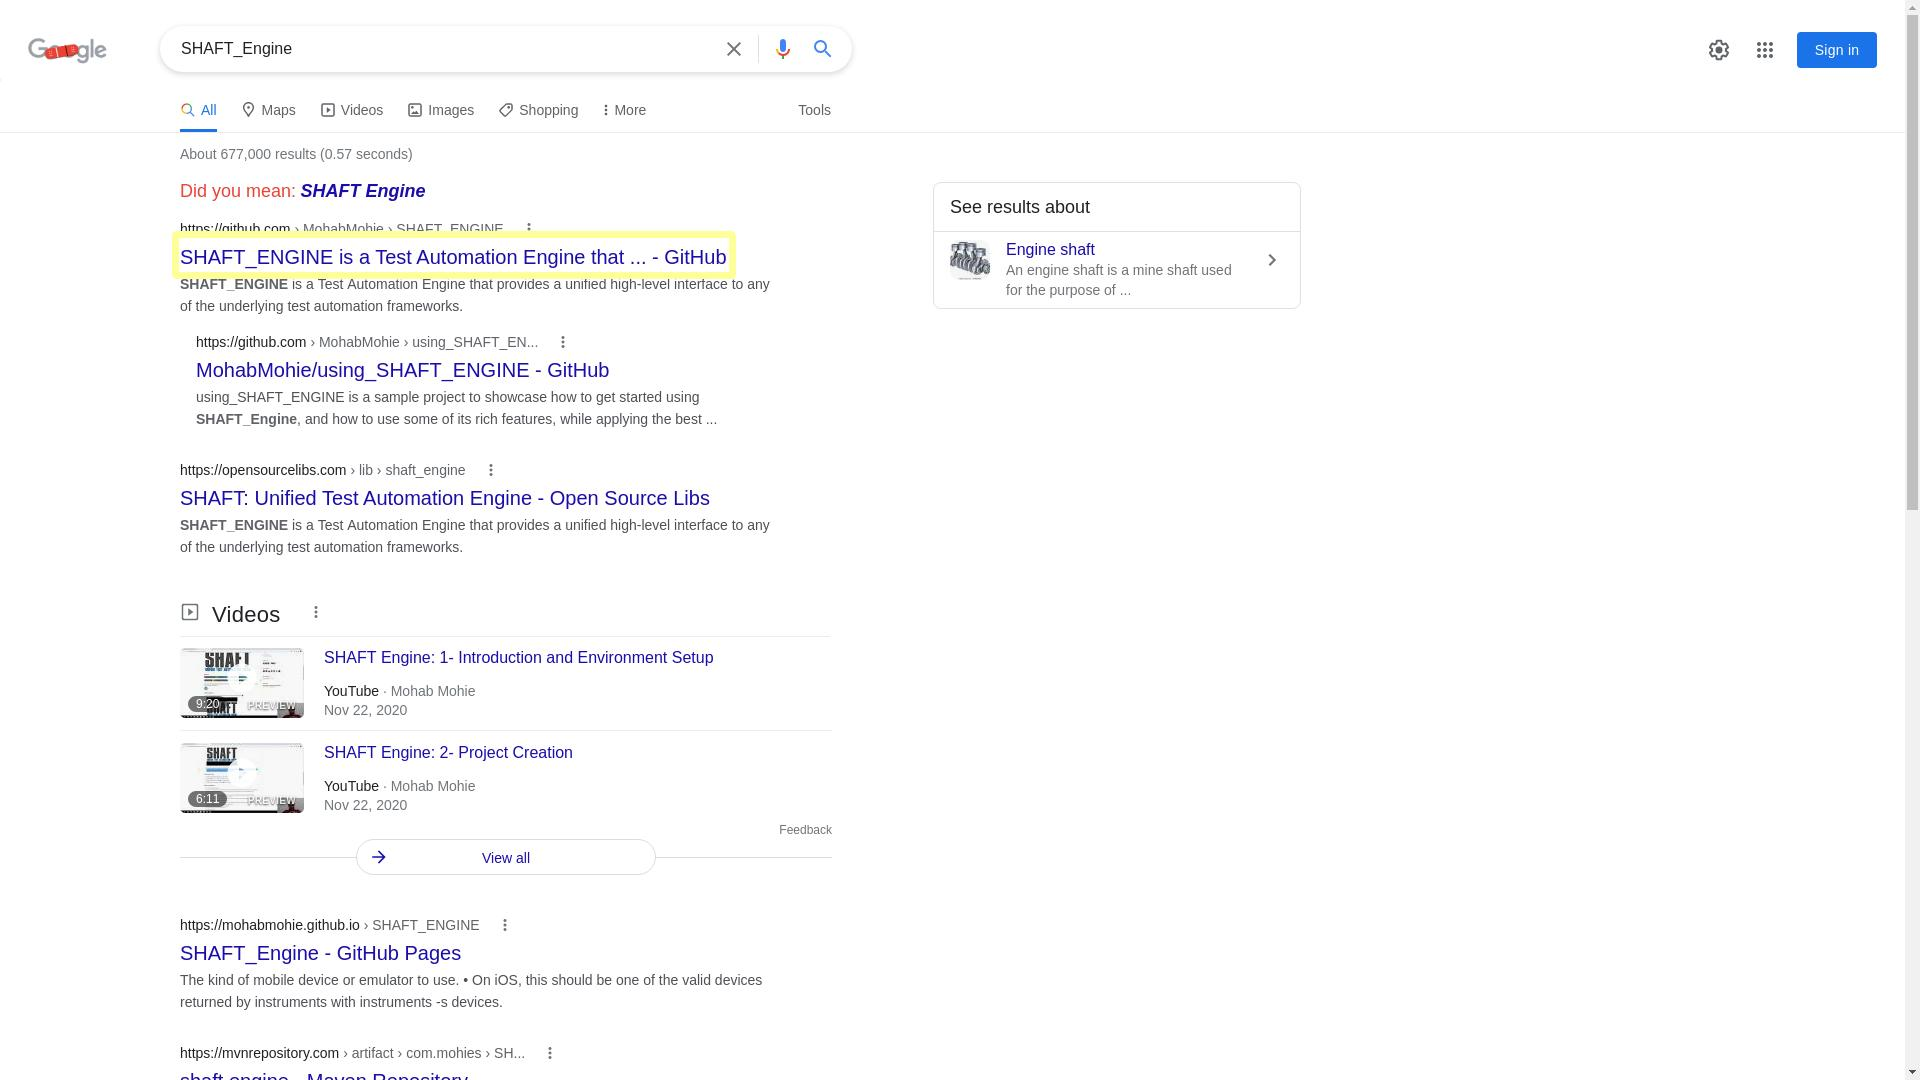 Google
SHAFT_Engine
Sign in
All
Maps
Videos
Images
Shopping
More
Tools
About 677,000 results (0.57 seconds)
Did you mean: SHAFT Engine
https://github.com › MohabMohie › SHAFT_ENGINE
SHAFT_ENGINE is a Test Automation Engine that ... - GitHub
SHAFT_ENGINE is a Test Automation Engine that provides a unified high-level interface to any
of the underlying test automation frameworks.
https://github.com › MohabMohie › using_SHAFT_EN...
MohabMohie/using_SHAFT_ENGINE - GitHub
using_SHAFT_ENGINE is a sample project to showcase how to get started using
SHAFT_Engine, and how to use some of its rich features, while applying the best ...
https://opensourcelibs.com › lib › shaft_engine
SHAFT: Unified Test Automation Engine - Open Source Libs
SHAFT_ENGINE is a Test Automation Engine that provides a unified high-level interface to any
of the underlying test automation frameworks.
Videos
SHAFT
9:20
PREVIEW
SHAFT Engine: 1- Introduction and Environment Setup
YouTube · Mohab Mohie
Nov 22, 2020
SHAFT
6:11
PREVIEW
SHAFT Engine: 2- Project Creation
YouTube · Mohab Mohie
Nov 22, 2020
Feedback
View all
https://mohabmohie.github.io › SHAFT_ENGINE
SHAFT_Engine - GitHub Pages
The kind of mobile device or emulator to use. • On iOS, this should be one of the valid devices
returned by instruments with instruments -s devices.
https://mvnrepository.com › artifact › com.mohies › SH...
shaft engine - Maven Repository
See results about
Engine shaft
An engine shaft is a mine shaft used
for the purpose of ...